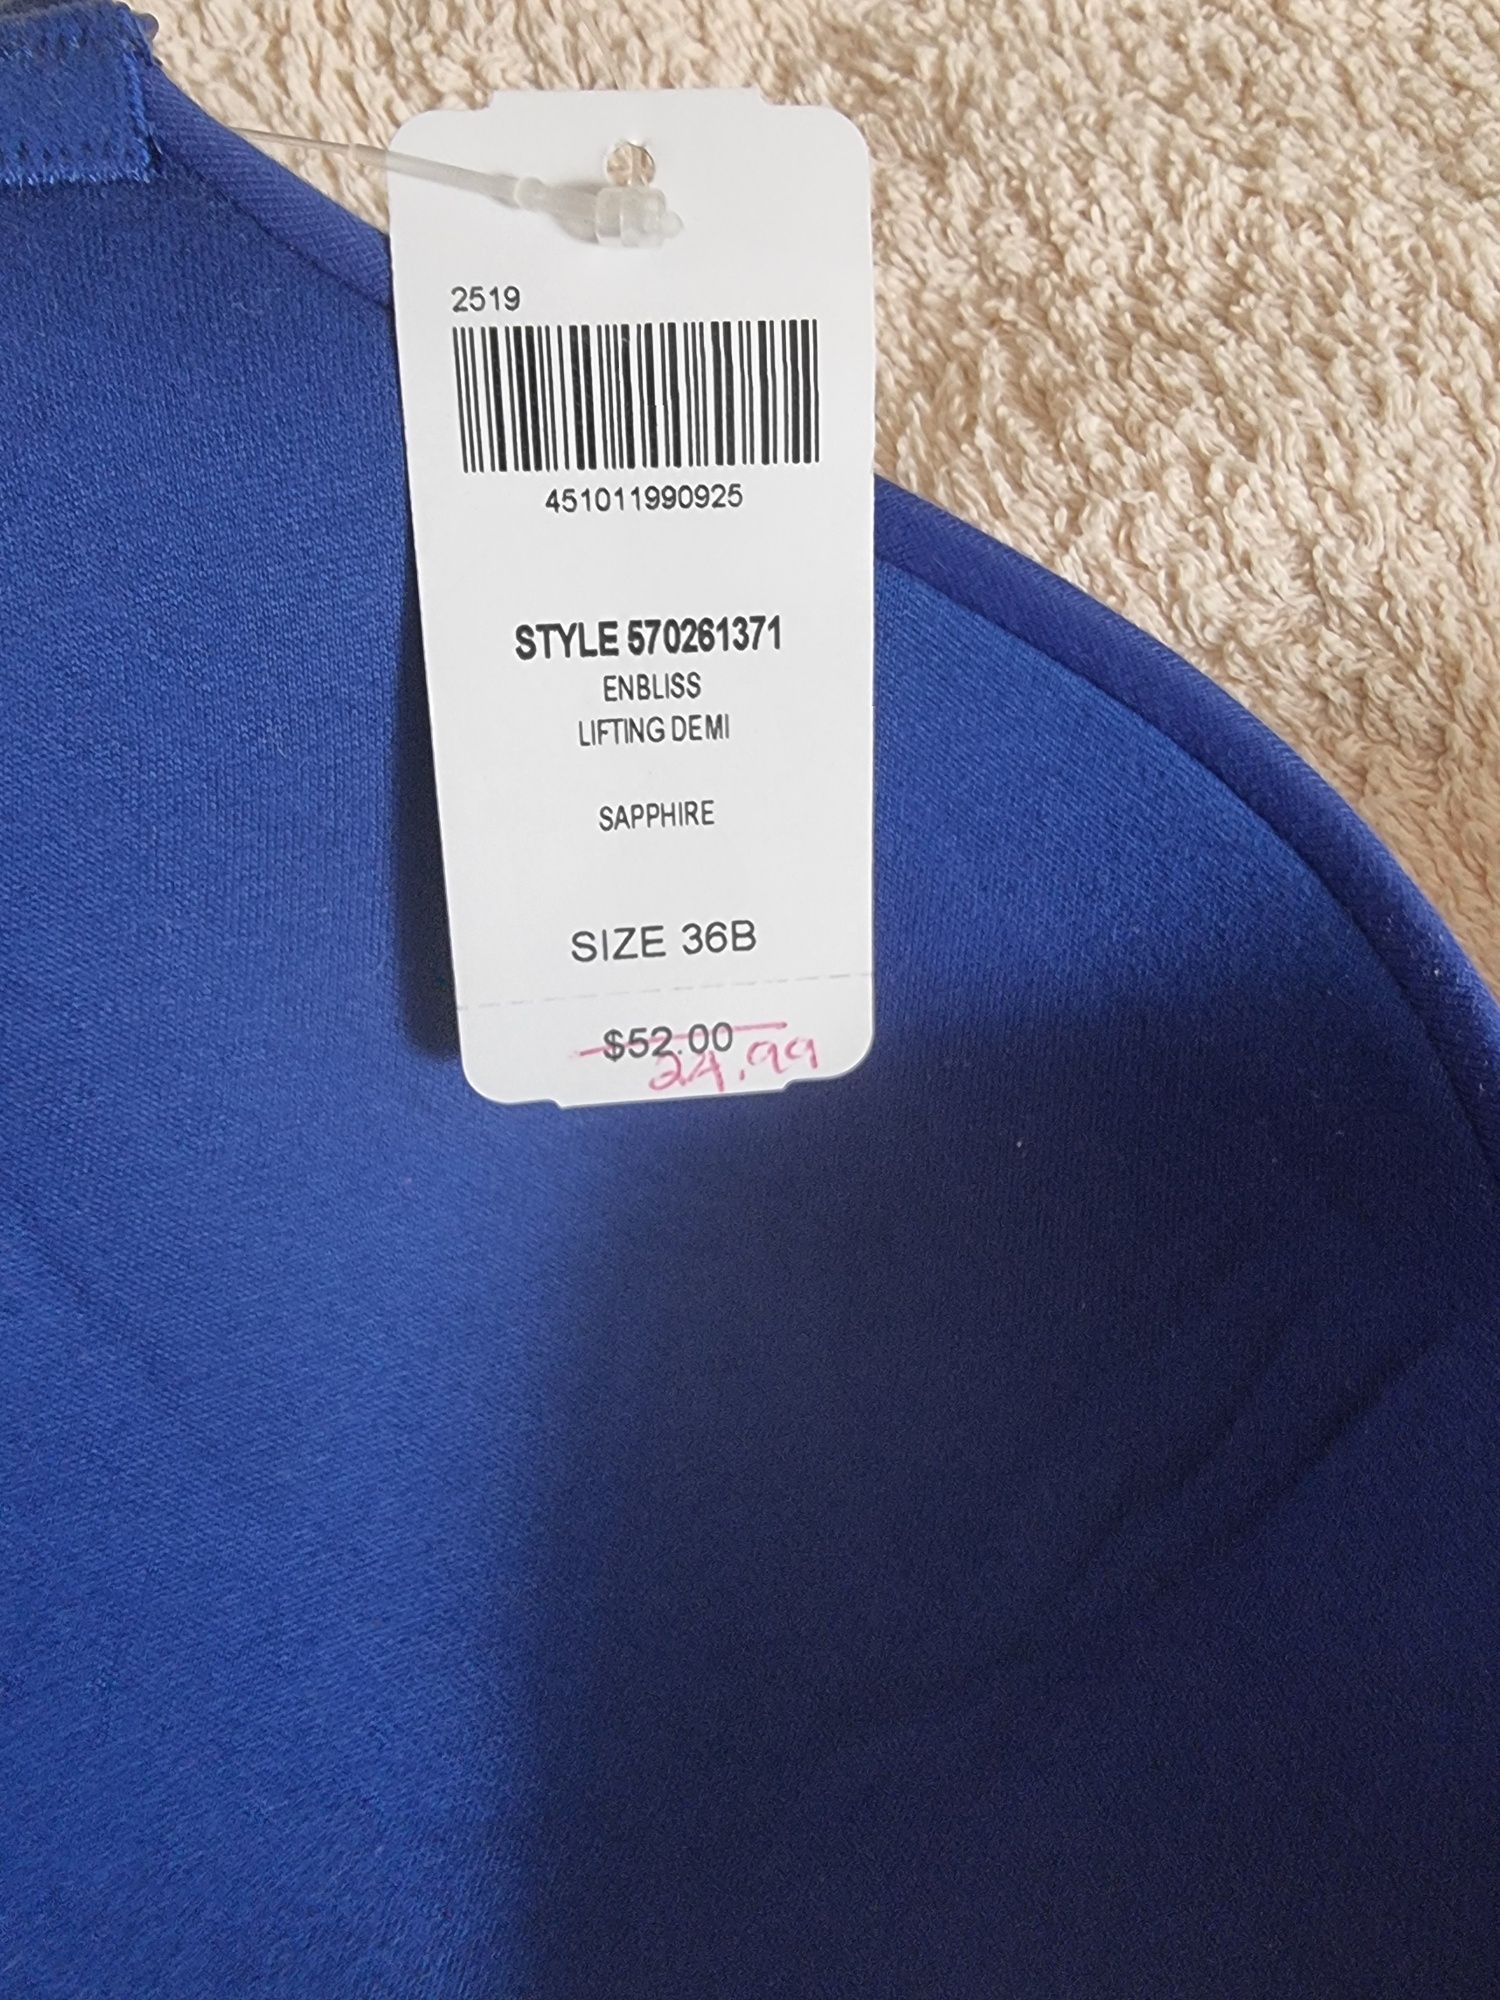 2519
451011990925
STYLE 570261371
ENBLISS
LIFTING DEMI
SAPPHIRE
SIZE 36B
$52.00
24.99